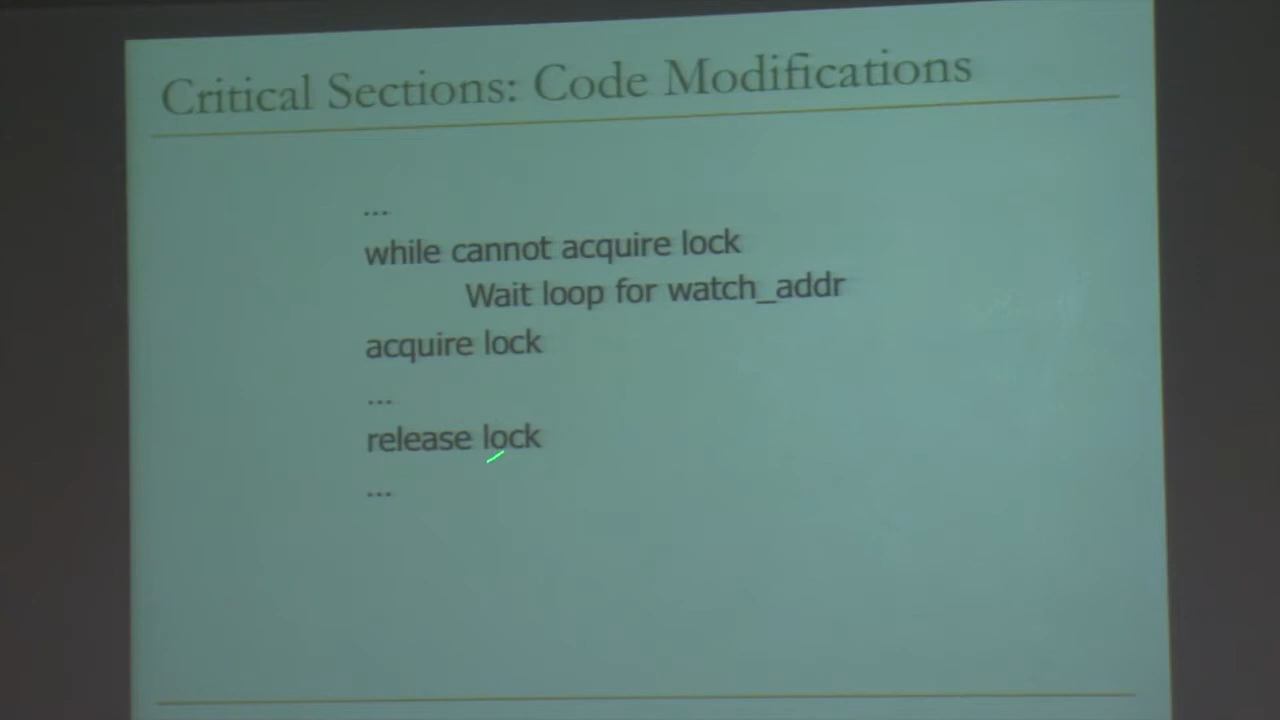 Critical Sections: Code Modifications
...
while cannot acquire lock
Wait loop for watch_addr
acquire lock
...
release lock
...